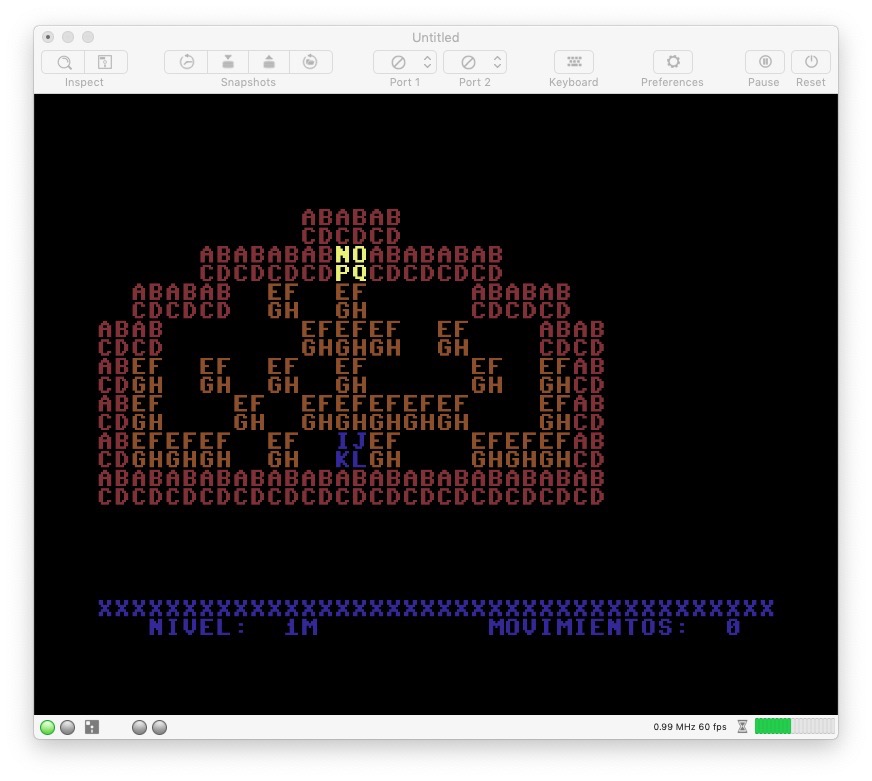 Untitled
Inspect Snapshots Port 1 Port 2 Keyboard Preferences Pause Reset
ABABAB
CDCDCD
ABABABABNOABABABAB
CDCDCDCDPQCDCDCDCD
ABABAB EF EF ABABAB
CDCDCD GH GH CDCDCD
ABAB EFEFEF EF ABAB
CDCD GHGHGH GH CDCD
ABEF EF EF EF EF EFAB
CDGH GH GH GH GH GHCD
ABEF EF EFEFEFEFEF EFAB
CDGH GH GHGHGHGHGH GHCD
ABEFEFEF EF IJEF EFEFEFAB
CDGHGHGH GH KLGH GHGHGHCD
ABABABABABABABABABABABABABABAB
CDCDCDCDCDCDCDCDCDCDCDCDCDCDCD
XXXXXXXXXXXXXXXXXXXXXXXXXXXXXXXXXXXXXXXX
NIVEL: 1M MOVIMIENTOS: 0
0.99 MHz 60 fps